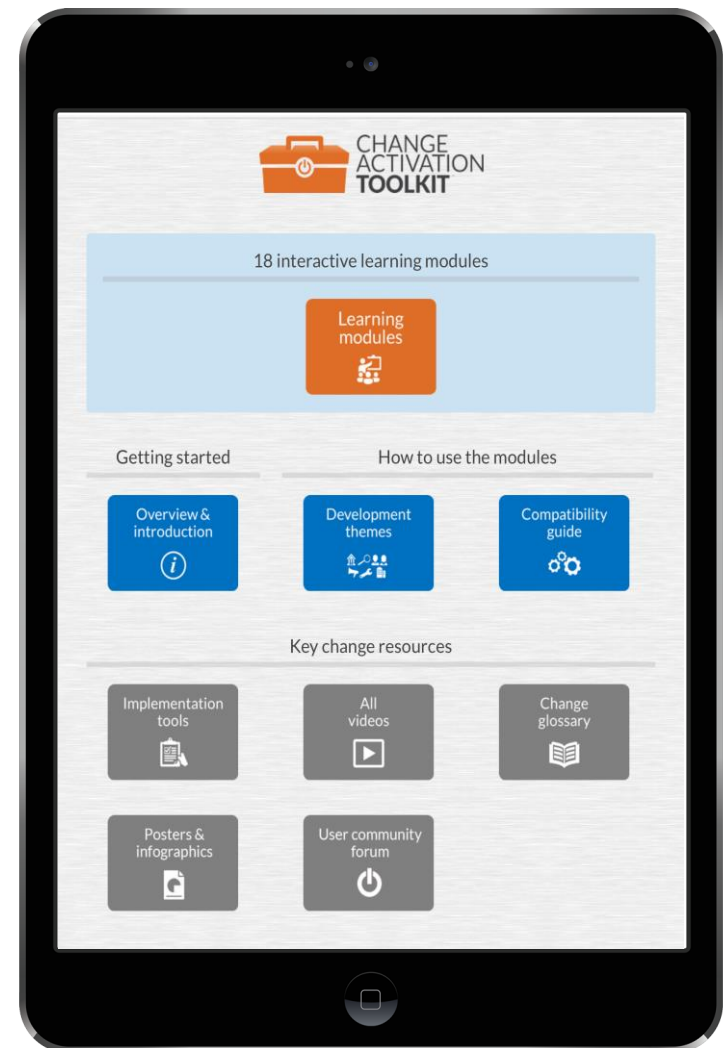 CHANGE
ACTIVATION
TOOLKIT
18 interactive learning modules
Learning
modules
Getting started
How to use the modules
Overview &
introduction
i
Development
themes
Compatibility
guide
Key change resources
Implementation
tools
All
videos
Change
glossary
Posters &
infographics
User community
forum